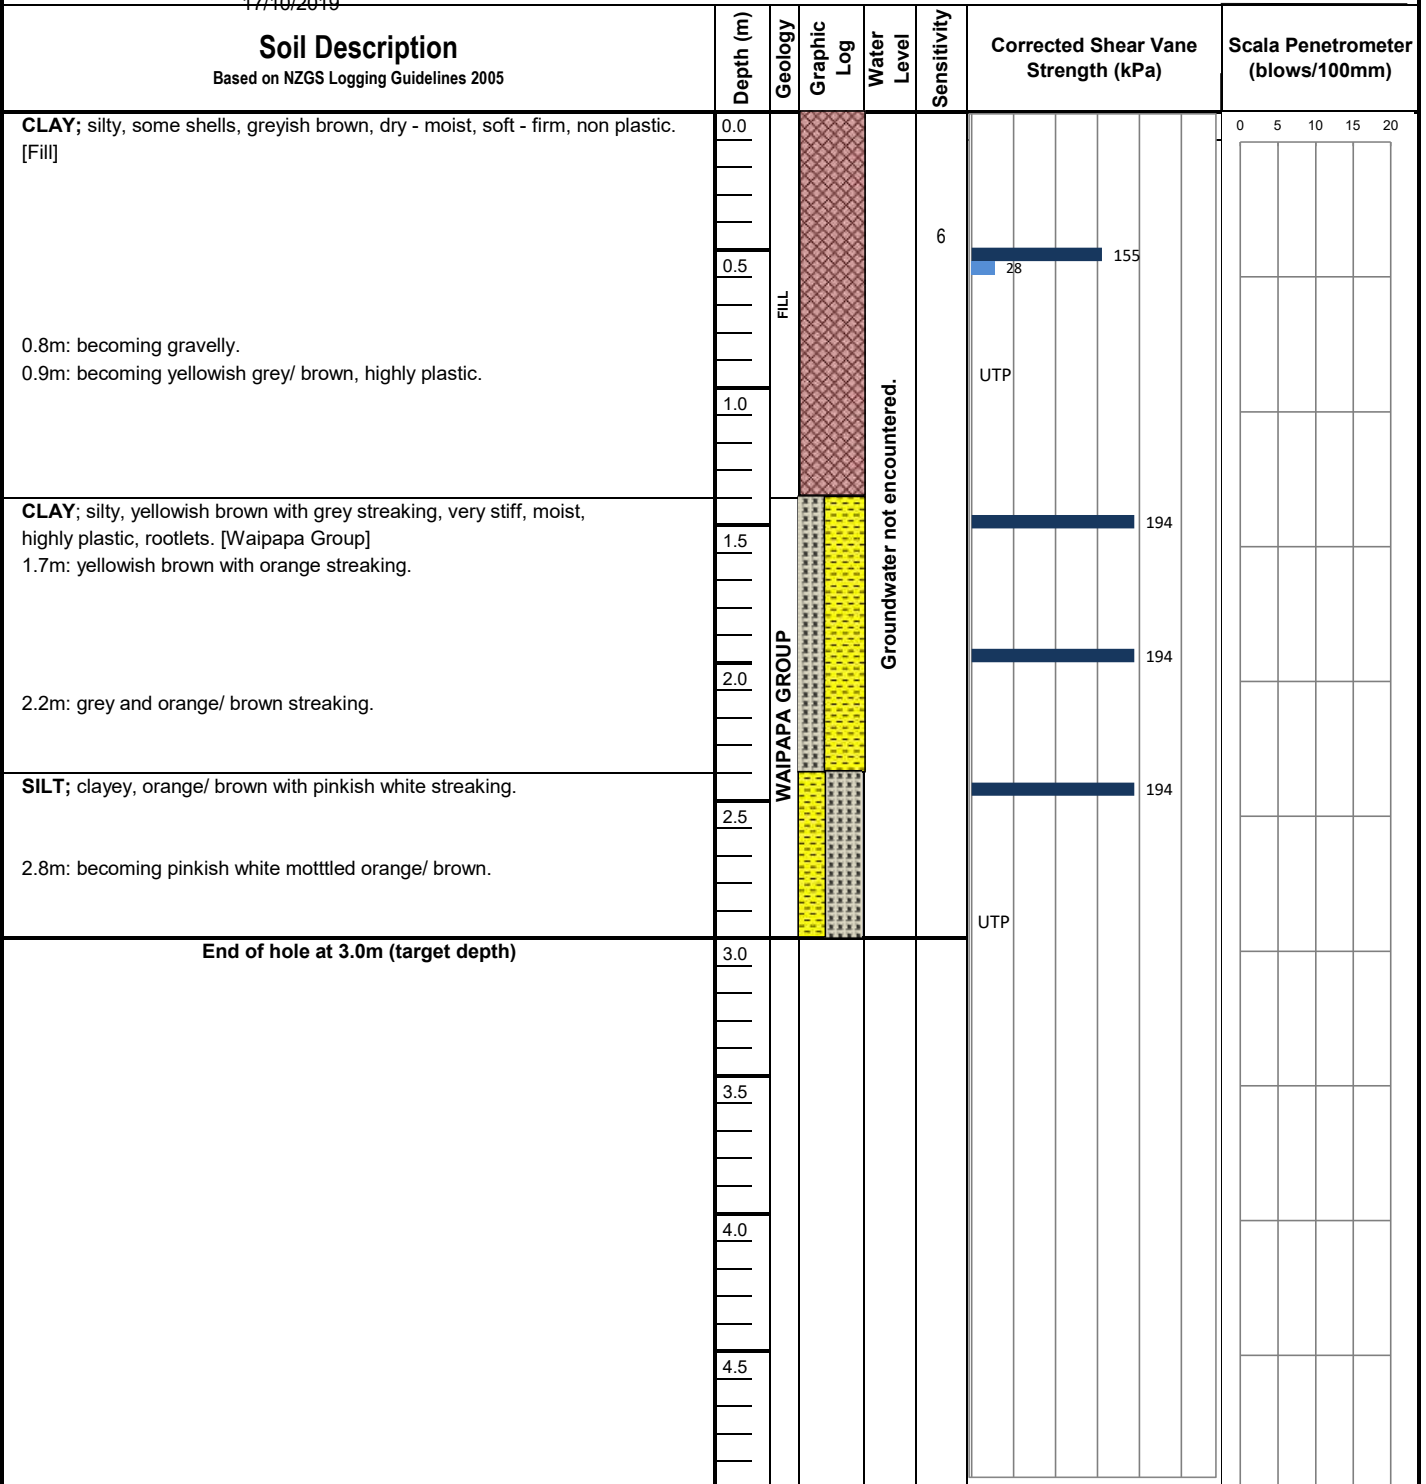 17/10/2019
Soil Description
Based on NZGS Logging Guidelines 2005
Depth (m)
Geology
Graphic
Log
Water
Level
Sensitivity
Corrected Shear Vane
Strength (kPa)
Scala Penetrometer
(blows/100mm)
0 5 10 15 20
CLAY; silty, some shells, greyish brown, dry - moist, soft - firm, non plastic.
[Fill]
0.8m: becoming gravelly.
0.9m: becoming yellowish grey/ brown, highly plastic.
CLAY; silty, yellowish brown with grey streaking, very stiff, moist,
highly plastic, rootlets. [Waipapa Group]
1.7m: yellowish brown with orange streaking.
2.2m: grey and orange/ brown streaking.
SILT; clayey, orange/ brown with pinkish white streaking.
2.8m: becoming pinkish white motttled orange/ brown.
End of hole at 3.0m (target depth)
0.0
0.5
1.0
1.5
2.0
2.5
3.0
3.5
4.0
4.5
FILL
WAIPAPA GROUP
Groundwater not encountered.
6
155
28
UTP
194
194
194
UTP